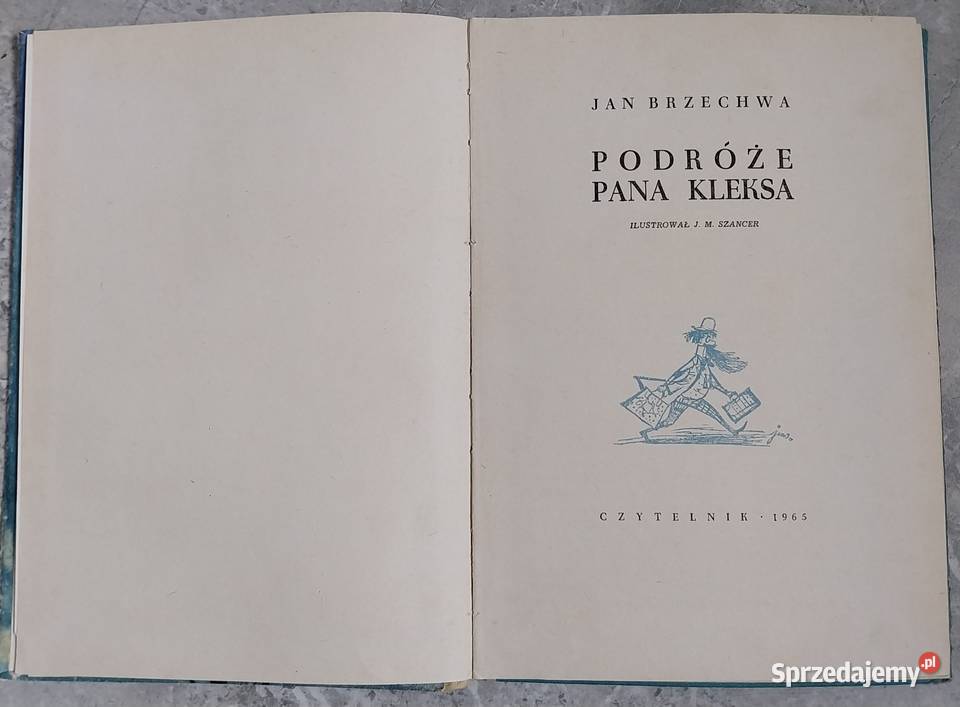 JAN BRZECHWA
PODRÓŻE
PANA KLEKSA
ILUSTROWAŁ J. M. SZANCER
CZYTELNIK · 1965
Sprzedajemy.pl